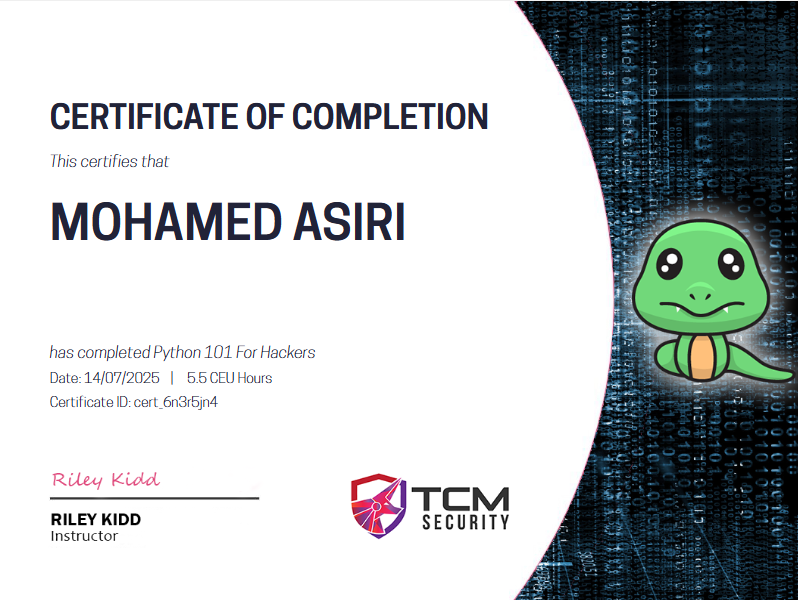 CERTIFICATE OF COMPLETION
This certifies that
MOHAMED ASIRI
has completed Python 101 For Hackers
Date: 14/07/2025 | 5.5 CEU Hours
Certificate ID: cert_6n3r5jn4
Riley Kidd
RILEY KIDD
Instructor
TCM
SECURITY